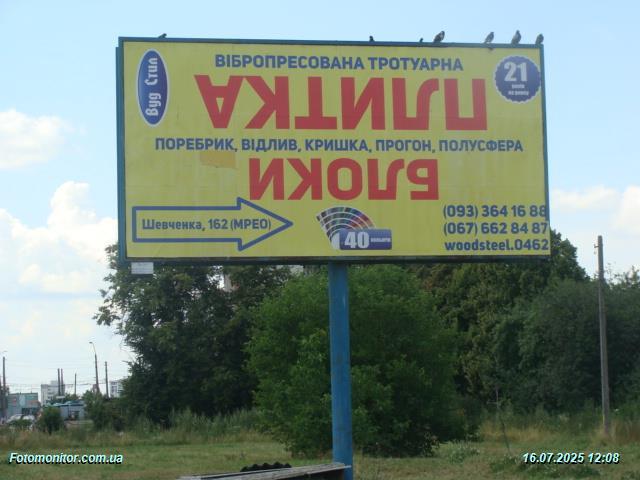 ВІБРОПРЕСОВАНА ТРОТУАРНА
ПЛИТКА
Вуд Стил
21
ПОРЕБРИК, ВІДЛИВ, КРИШКА, ПРОГОН, ПОЛУСФЕРА
БЛОКИ
Шевченка, 162 (МРЕО)
40
(093) 364 16 88
(067) 662 84 87
woodsteel.0462
Fotomonitor.com.ua
16.07.2025 12:08